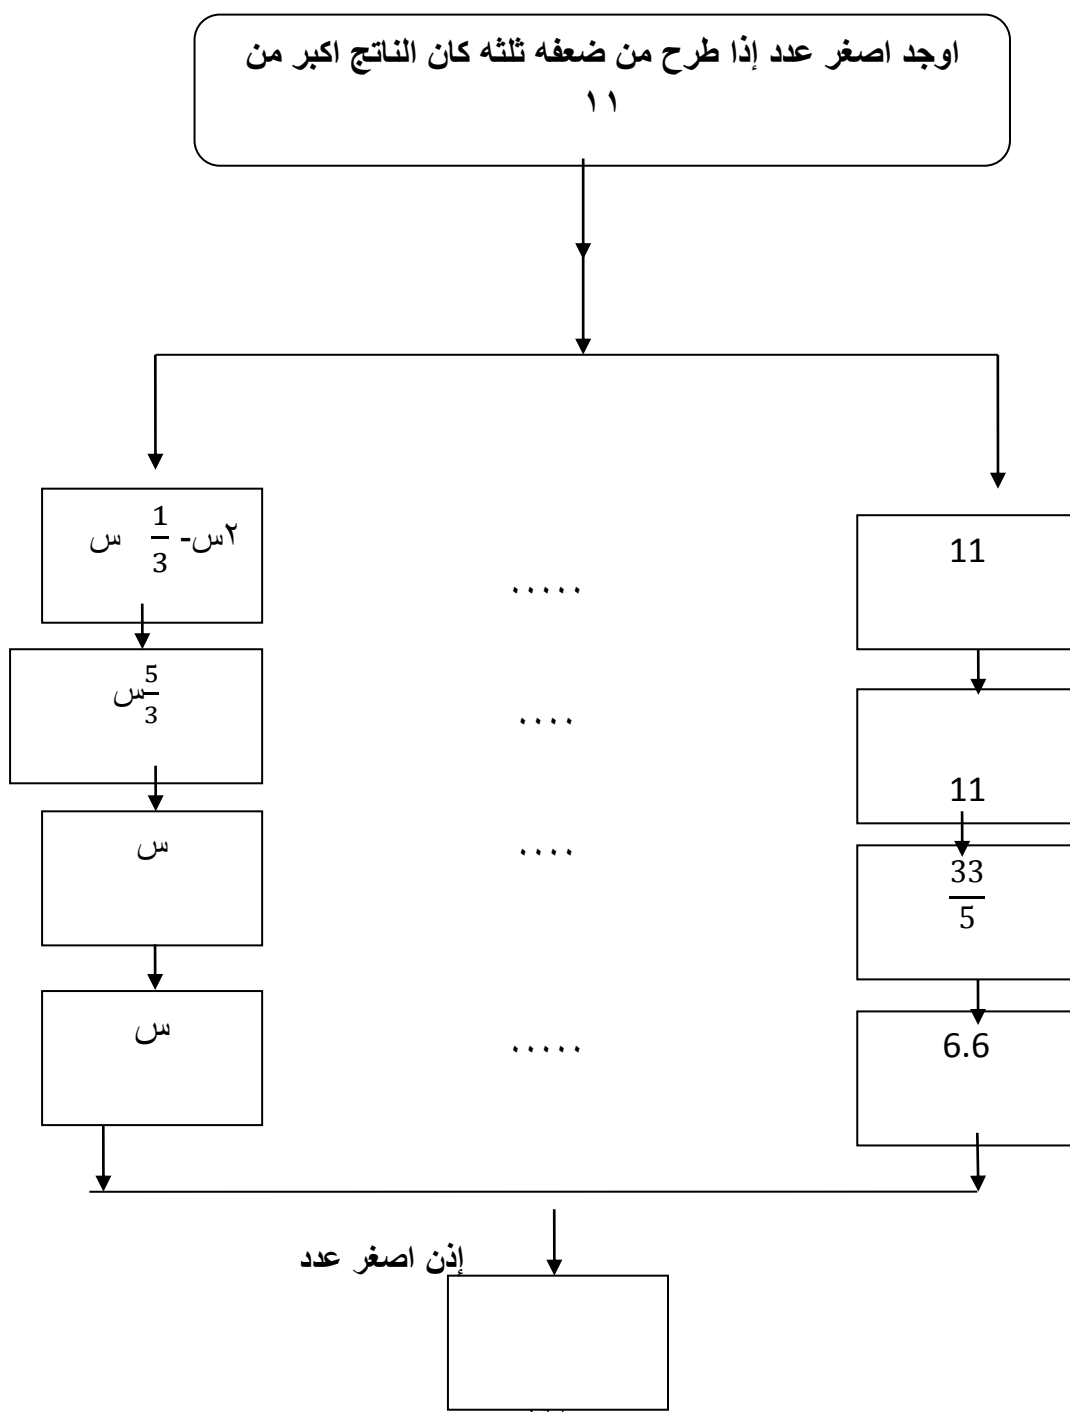 اوجد اصغر عدد إذا طرح من ضعفه ثلثه كان الناتج اكبر من
١١
٢س- 1/3 س ..... 11
5/3 س .... 11
س .... 33/5
س ..... 6.6
إذن اصغر عدد